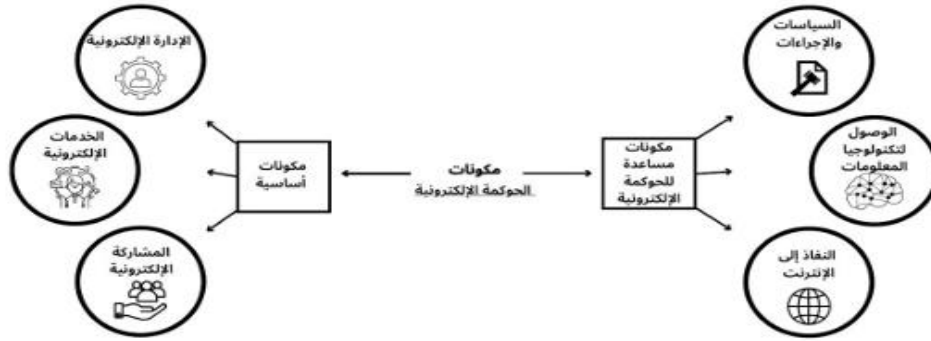 السياسات
والإجراءات
الوصول
لتكنولوجيا
المعلومات
النفاذ إلى
الإنترنت
مكونات
مساعدة
للحوكمة
الإلكترونية
مكونات
الحوكمة الإلكترونية
مكونات
أساسية
الإدارة الإلكترونية
الخدمات
الإلكترونية
المشاركة
الإلكترونية